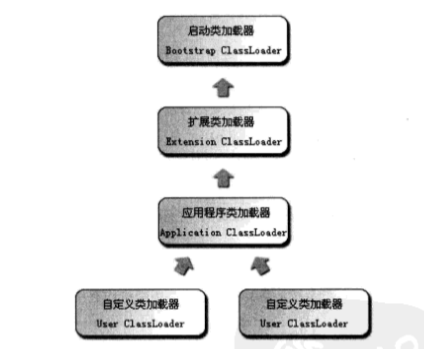 启动类加载器
Bootstrap ClassLoader
扩展类加载器
Extension ClassLoader
应用程序类加载器
Application ClassLoader
自定义类加载器
User ClassLoader
自定义类加载器
User ClassLoader